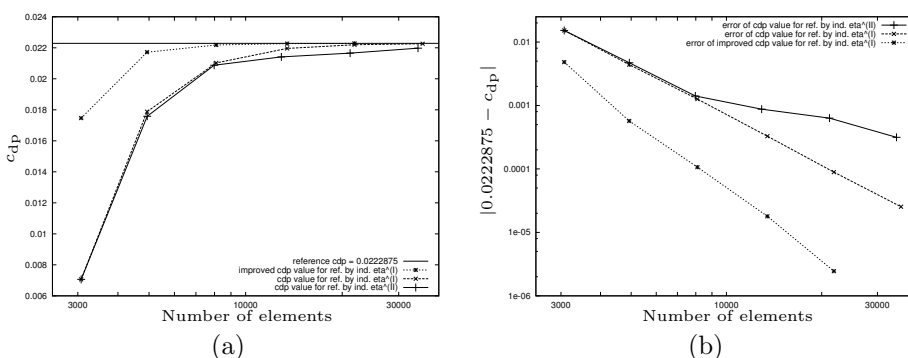 0.024
0.022
0.02
0.018
0.016
0.014
0.012
0.01
0.008
0.006
c_dp
reference cdp = 0.0222875
improved cdp value for ref. by ind. eta^(I)
cdp value for ref. by ind. eta^(I)
cdp value for ref. by ind. eta^(II)
3000 10000 30000
Number of elements
(a)
0.01
0.001
0.0001
1e-05
1e-06
|0.0222875 − c_dp|
error of cdp value for ref. by ind. eta^(II)
error of cdp value for ref. by ind. eta^(I)
error of improved cdp value for ref. by ind. eta^(I)
3000 10000 30000
Number of elements
(b)